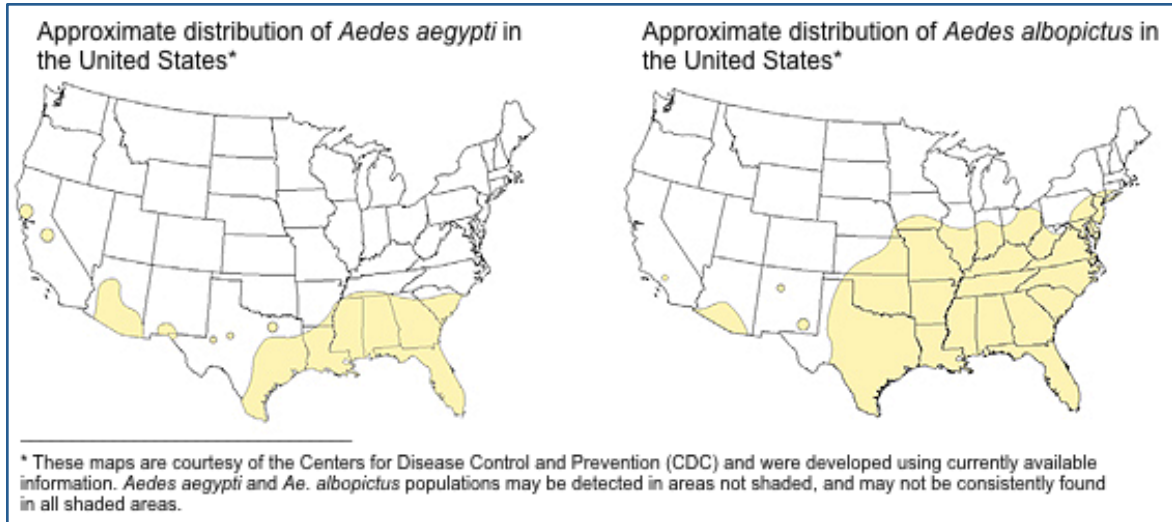 Approximate distribution of Aedes aegypti in
the United States*
Approximate distribution of Aedes albopictus in
the United States*
* These maps are courtesy of the Centers for Disease Control and Prevention (CDC) and were developed using currently available
information. Aedes aegypti and Ae. albopictus populations may be detected in areas not shaded, and may not be consistently found
in all shaded areas.